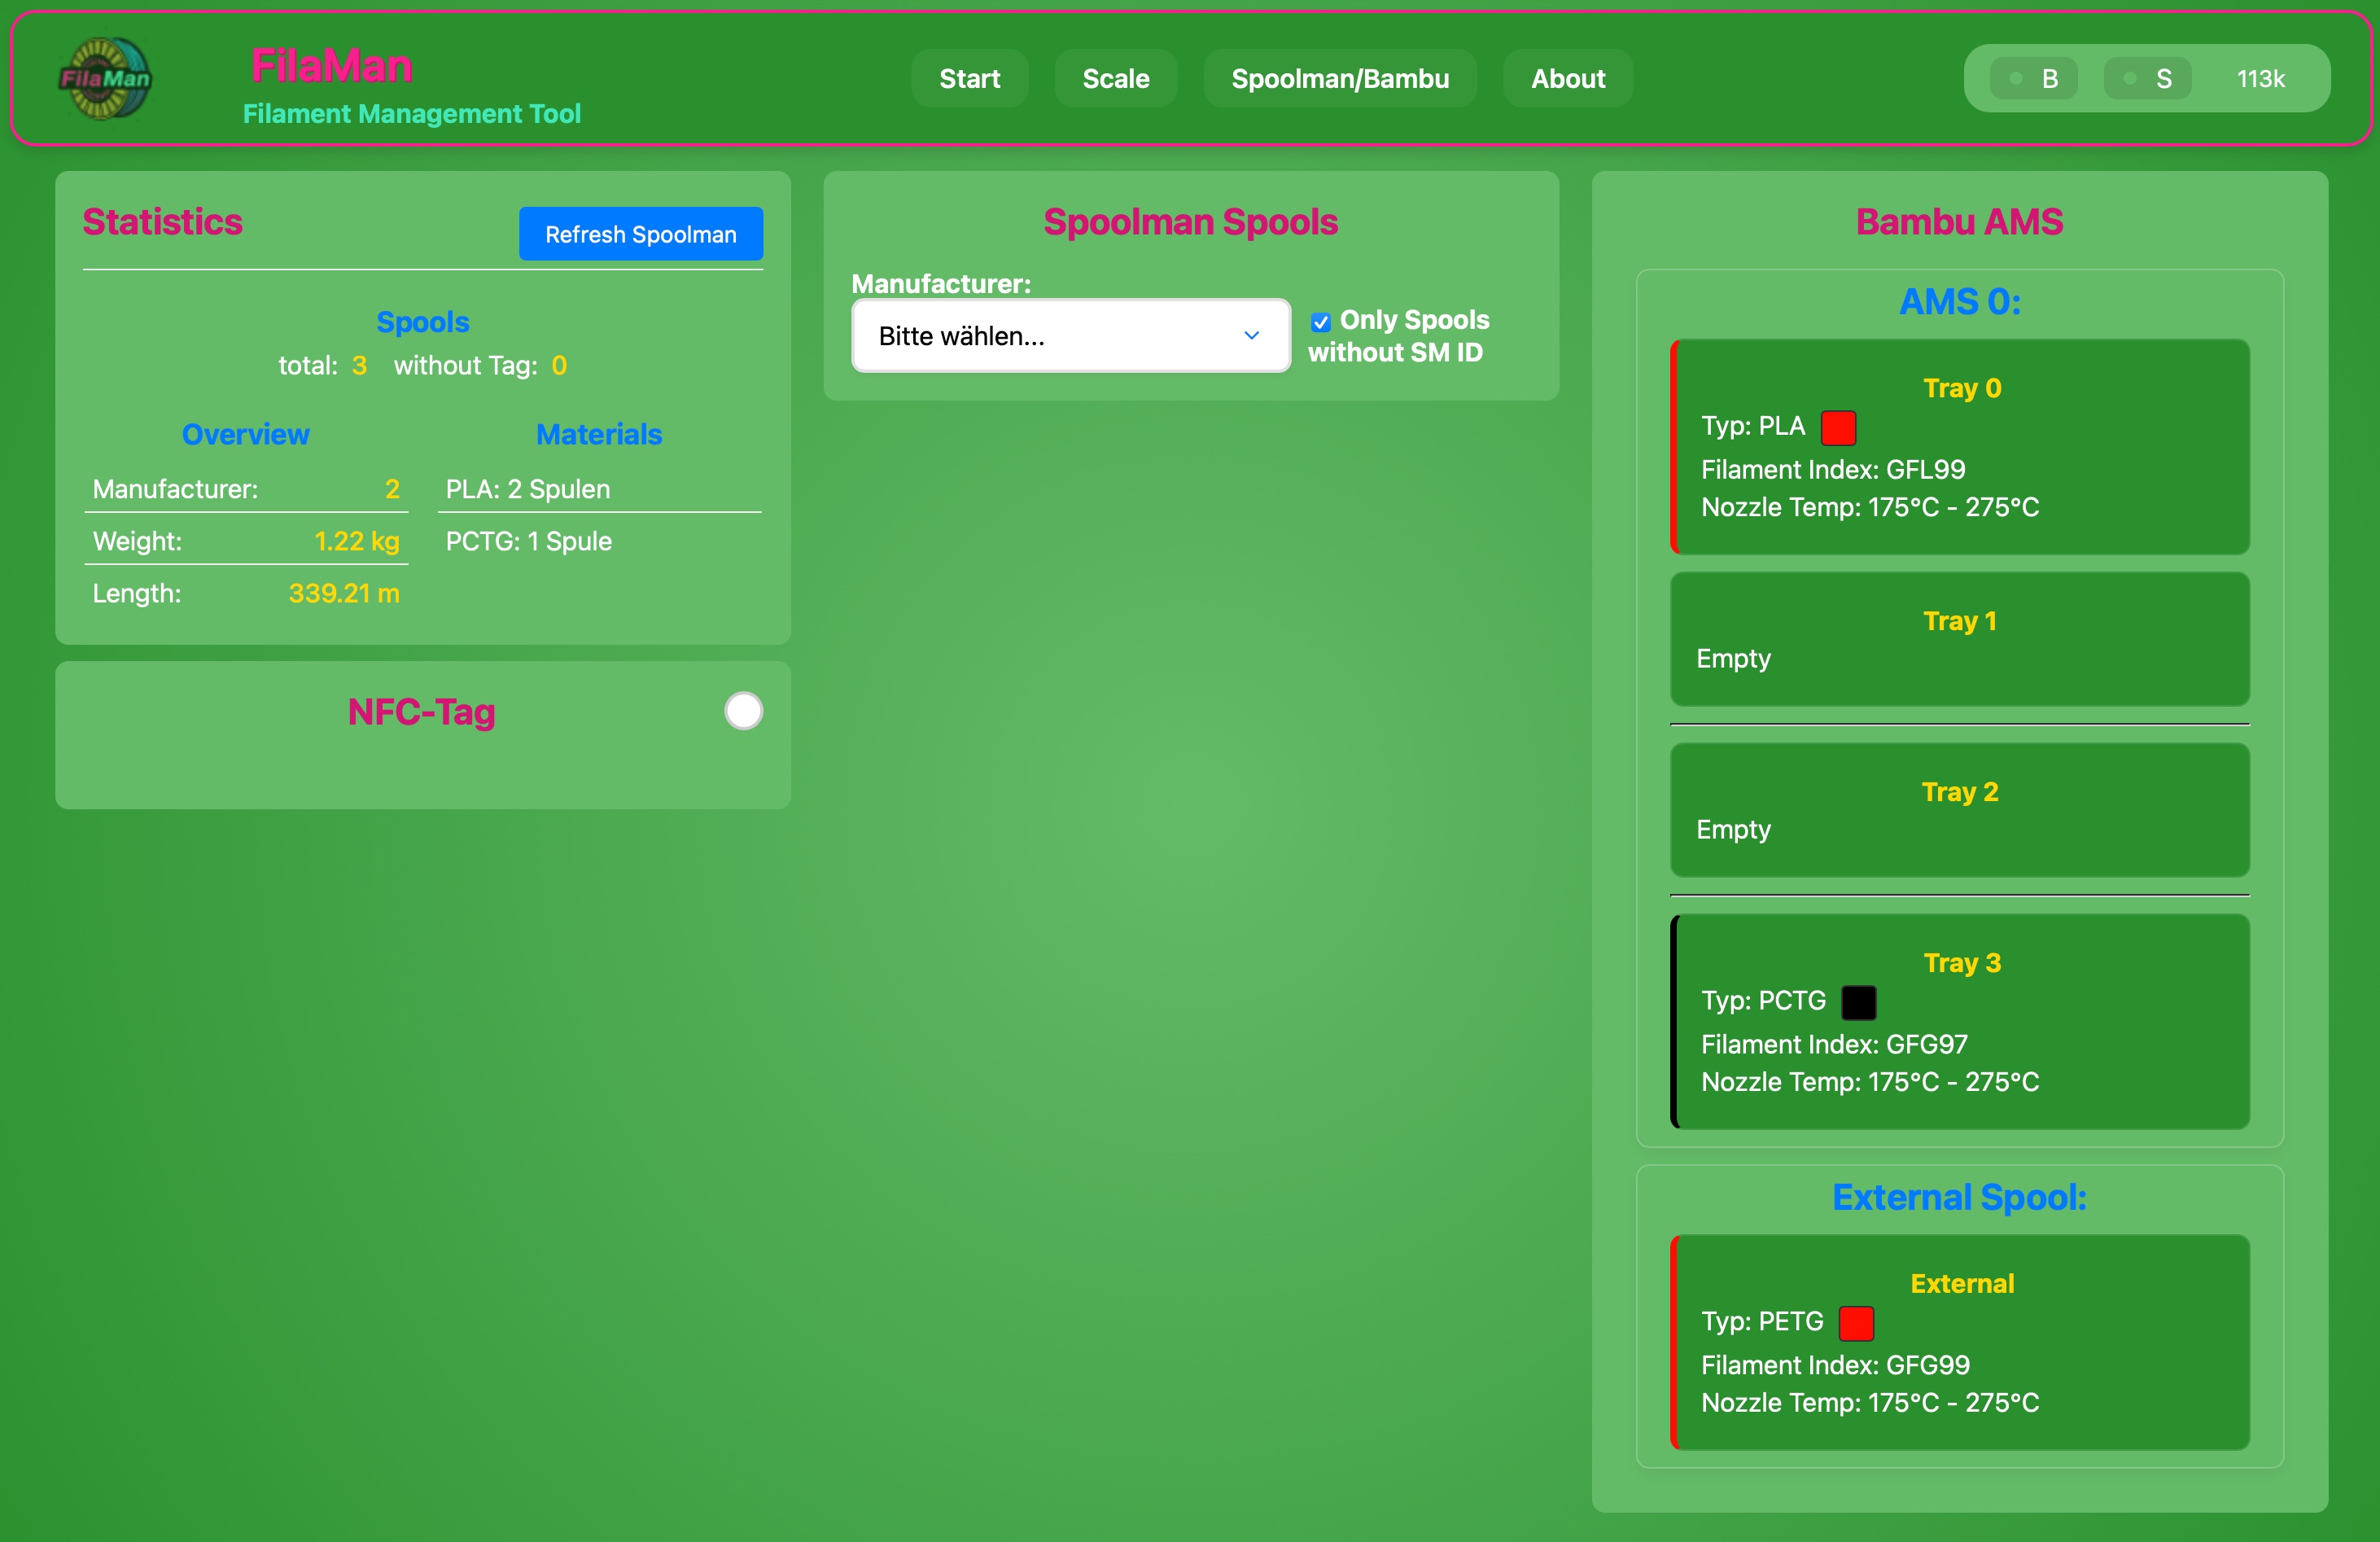 FilaMan
FilaMan
Filament Management Tool
Start
Scale
Spoolman/Bambu
About
B
S
113k
Statistics
Refresh Spoolman
Spools
total: 3 without Tag: 0
Overview
Manufacturer: 2
Weight: 1.22 kg
Length: 339.21 m
Materials
PLA: 2 Spulen
PCTG: 1 Spule
NFC-Tag
Spoolman Spools
Manufacturer:
Bitte wählen...
Only Spools
without SM ID
Bambu AMS
AMS 0:
Tray 0
Typ: PLA
Filament Index: GFL99
Nozzle Temp: 175°C - 275°C
Tray 1
Empty
Tray 2
Empty
Tray 3
Typ: PCTG
Filament Index: GFG97
Nozzle Temp: 175°C - 275°C
External Spool:
External
Typ: PETG
Filament Index: GFG99
Nozzle Temp: 175°C - 275°C